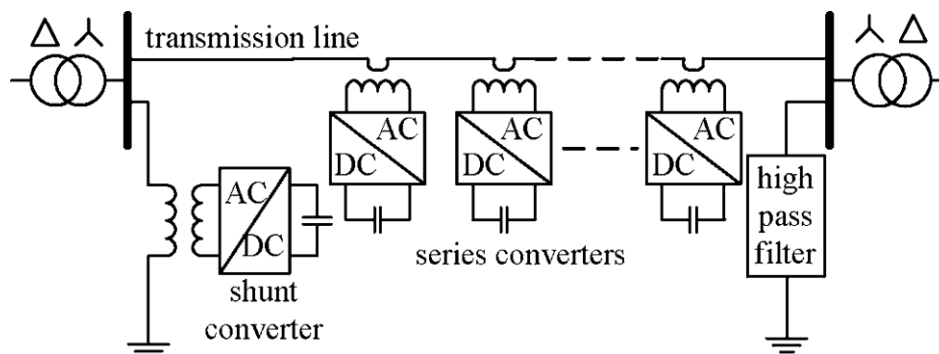 transmission line
AC
DC
AC
DC
AC
DC
AC
DC
high
pass
filter
series converters
shunt
converter